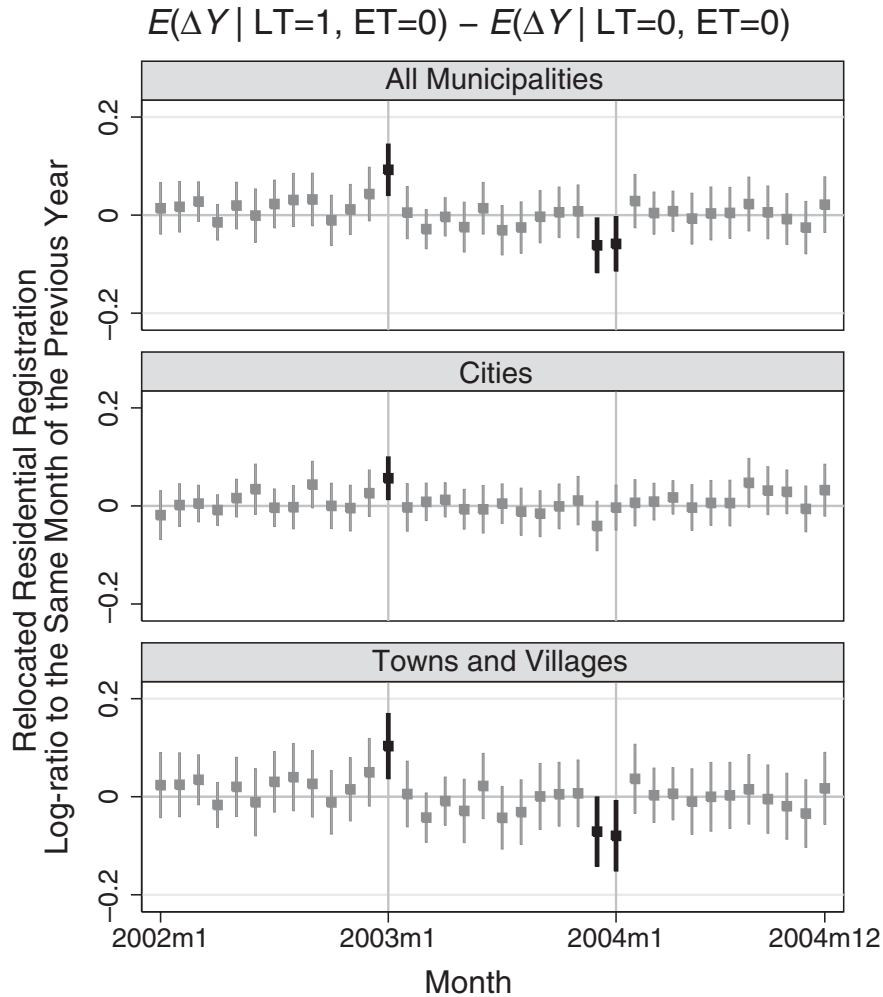 E(ΔY | LT=1, ET=0) − E(ΔY | LT=0, ET=0)
Relocated Residential Registration
Log-ratio to the Same Month of the Previous Year
All Municipalities
0.2
0
−0.2
Cities
0.2
0
−0.2
Towns and Villages
0.2
0
−0.2
2002m1 2003m1 2004m1 2004m12
Month